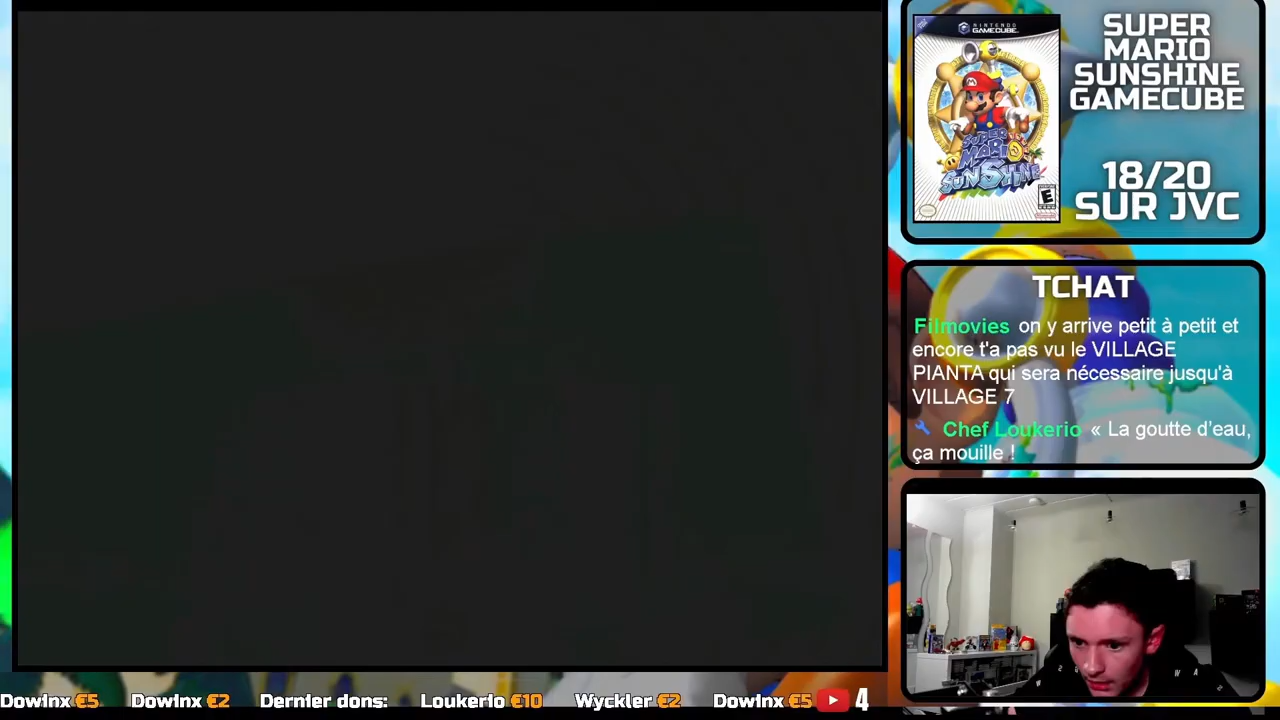 NINTENDO
GAMECUBE
SUPER
MARIO
SUNSHINE
E
SUPER
MARIO
SUNSHINE
GAMECUBE
18/20
SUR JVC
TCHAT
Filmovies on y arrive petit à petit et
encore t'a pas vu le VILLAGE
PIANTA qui sera nécessaire jusqu'à
VILLAGE 7
Chef Loukerio « La goutte d'eau,
ça mouille !
Dowinx €5 Dowinx €2 Dernier dons: Loukerio €10 Wyckler €2 Dowinx €5 4